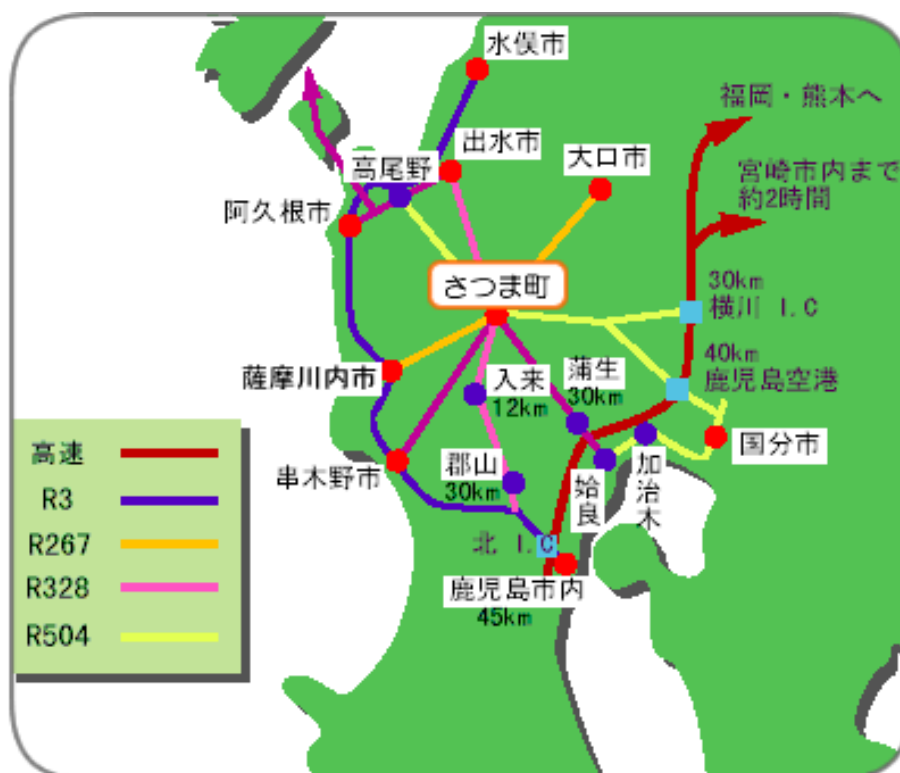 水俣市
福岡・熊本へ
出水市
大口市
高尾野
宮崎市内まで
約2時間
阿久根市
さつま町
30km
横川 I.C
40km
鹿児島空港
薩摩川内市
入来
12km
蒲生
30km
国分市
串木野市
郡山
30km
姶良
加治木
北 I.C
鹿児島市内
45km
高速
R3
R267
R328
R504